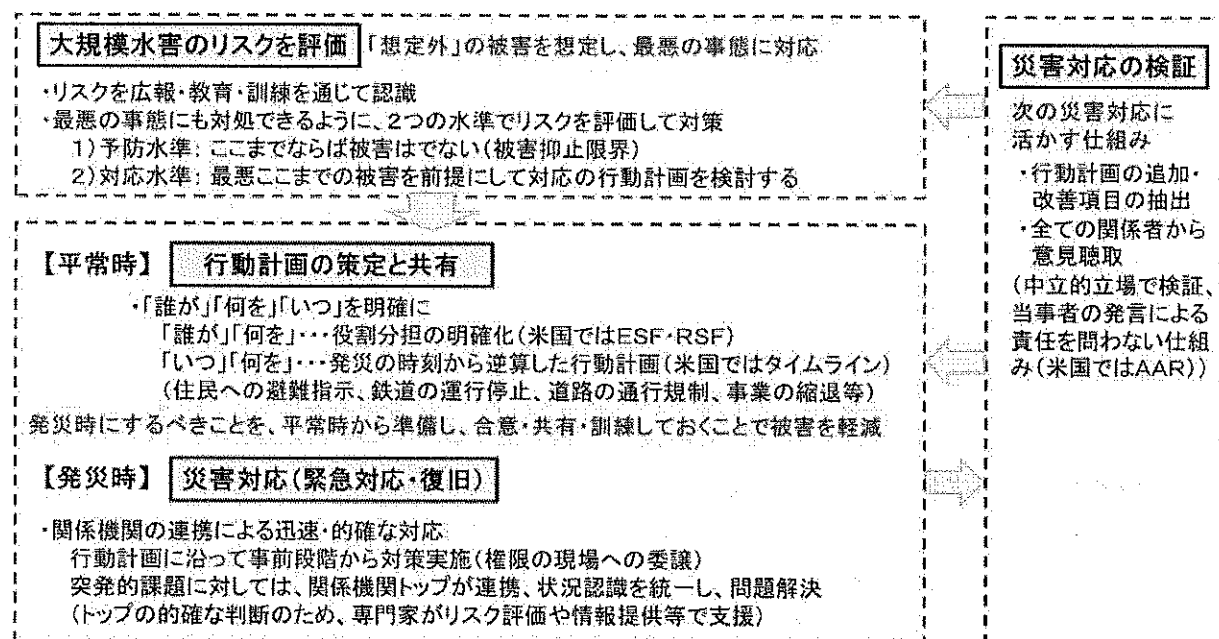 大規模水害のリスクを評価 「想定外」の被害を想定し、最悪の事態に対応
・リスクを広報・教育・訓練を通じて認識
・最悪の事態にも対処できるように、2つの水準でリスクを評価して対策
1)予防水準: ここまでならば被害はでない(被害抑止限界)
2)対応水準: 最悪ここまでの被害を前提にして対応の行動計画を検討する
【平常時】 行動計画の策定と共有
・「誰が」「何を」「いつ」を明確に
「誰が」「何を」・・・役割分担の明確化(米国ではESF・RSF)
「いつ」「何を」・・・発災の時刻から逆算した行動計画(米国ではタイムライン)
(住民への避難指示、鉄道の運行停止、道路の通行規制、事業の縮退等)
発災時にするべきことを、平常時から準備し、合意・共有・訓練しておくことで被害を軽減
【発災時】 災害対応(緊急対応・復旧)
・関係機関の連携による迅速・的確な対応
行動計画に沿って事前段階から対策実施(権限の現場への委譲)
突発的課題に対しては、関係機関トップが連携、状況認識を統一し、問題解決
(トップの的確な判断のため、専門家がリスク評価や情報提供等で支援)
災害対応の検証
次の災害対応に
活かす仕組み
・行動計画の追加・
改善項目の抽出
・全ての関係者から
意見聴取
(中立的立場で検証、
当事者の発言による
責任を問わない仕組
み(米国ではAAR))